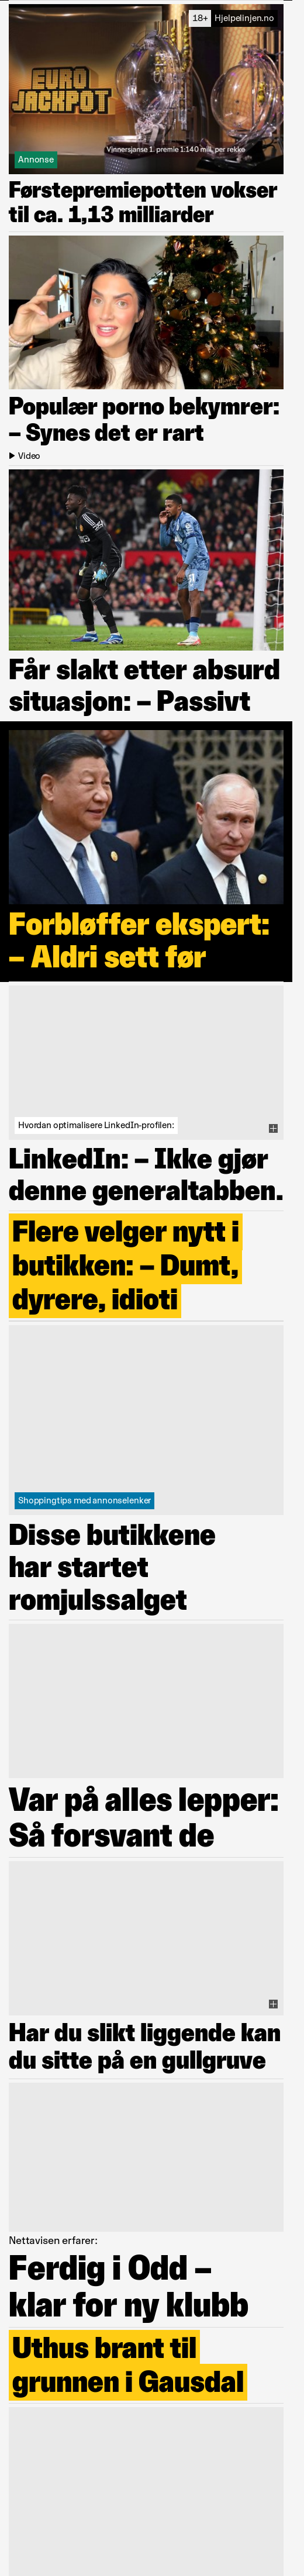 18+ Hjelpelinjen.no
EURO
JACKPOT
Vinnersjanse 1. premie 1:140 mill. per rekke
Annonse
Førstepremiepotten vokser
til ca. 1,13 milliarder
Populær porno bekymrer:
– Synes det er rart
Video
Får slakt etter absurd
situasjon: – Passivt
Forbløffer ekspert:
– Aldri sett før
Hvordan optimalisere LinkedIn-profilen:
LinkedIn: – Ikke gjør
denne generaltabben.
Flere velger nytt i
butikken: – Dumt,
dyrere, idioti
Shoppingtips med annonselenker
Disse butikkene
har startet
romjulssalget
Var på alles lepper:
Så forsvant de
Har du slikt liggende kan
du sitte på en gullgruve
Nettavisen erfarer:
Ferdig i Odd –
klar for ny klubb
Uthus brant til
grunnen i Gausdal